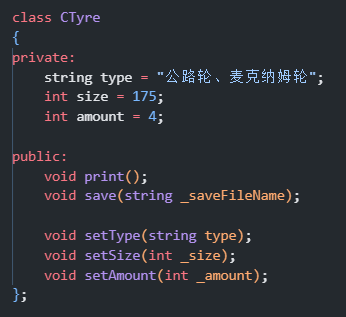 class CTyre
{
private:
    string type = "公路轮、麦克纳姆轮";
    int size = 175;
    int amount = 4;

public:
    void print();
    void save(string _saveFileName);

    void setType(string type);
    void setSize(int _size);
    void setAmount(int _amount);
};